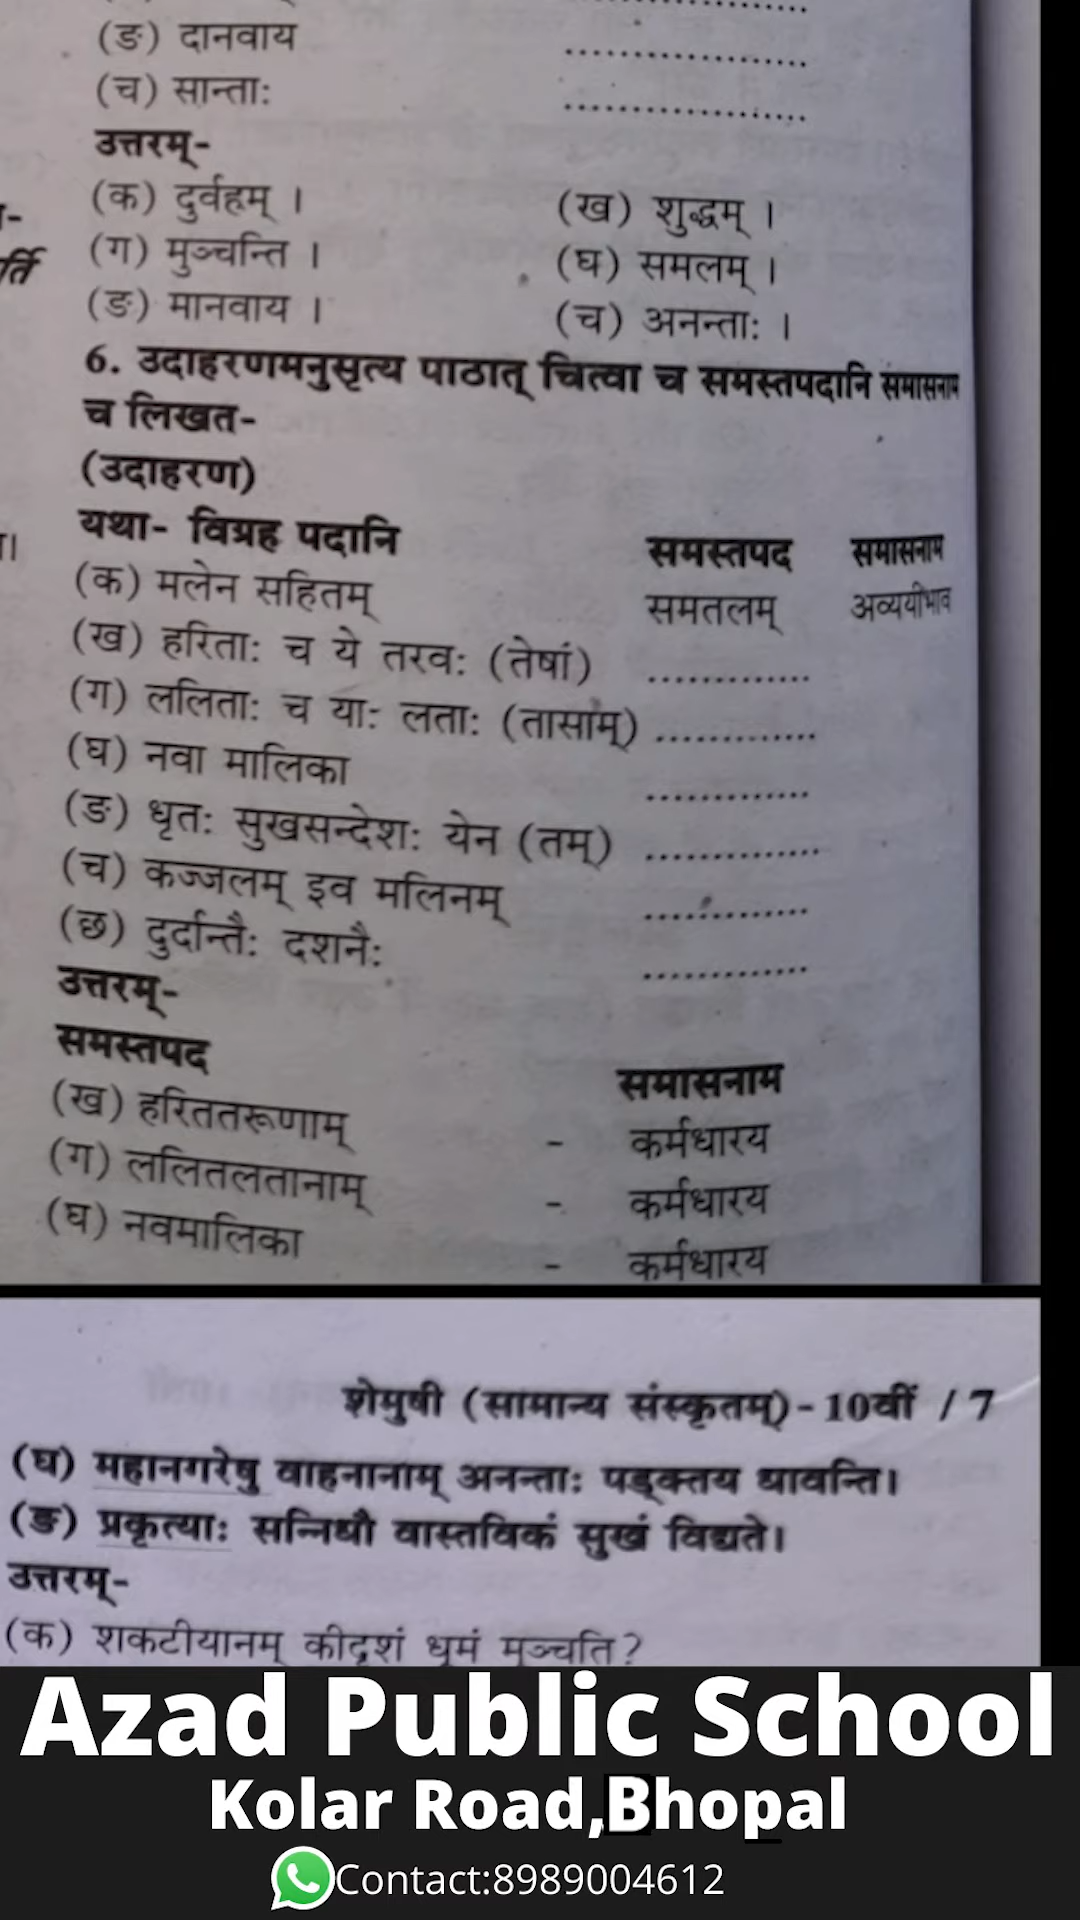 (ङ) दानवाय ..................
(च) सान्ताः ..................
उत्तरम्-
(क) दुर्वहम् । (ख) शुद्धम् ।
(ग) मुञ्चन्ति । (घ) समलम् ।
(ङ) मानवाय । (च) अनन्ताः ।
र्ति
6. उदाहरणमनुसृत्य पाठात् चित्वा च समस्तपदानि समासनाम
च लिखत-
(उदाहरण)
यथा- विग्रह पदानि समस्तपद समासनाम
(क) मलेन सहितम् समतलम् अव्ययीभाव
(ख) हरिताः च ये तरवः (तेषां) .............
(ग) ललिताः च याः लताः (तासाम्) .............
(घ) नवा मालिका .............
(ङ) धृतः सुखसन्देशः येन (तम्) ..............
(च) कज्जलम् इव मलिनम् .............
(छ) दुर्दान्तैः दशनैः .............
उत्तरम्-
समस्तपद समासनाम
(ख) हरिततरूणाम् - कर्मधारय
(ग) ललितलतानाम् - कर्मधारय
(घ) नवमालिका - कर्मधारय
शेमुषी (सामान्य संस्कृतम्)- 10वीं / 7
(घ) महानगरेषु वाहनानाम् अनन्ताः पङ्क्तय धावन्ति।
(ङ) प्रकृत्याः सन्निधौ वास्तविकं सुखं विद्यते।
उत्तरम्-
(क) शकटीयानम् कीदृशं धूमं मुञ्चति?
Azad Public School
Kolar Road,Bhopal
Contact:8989004612